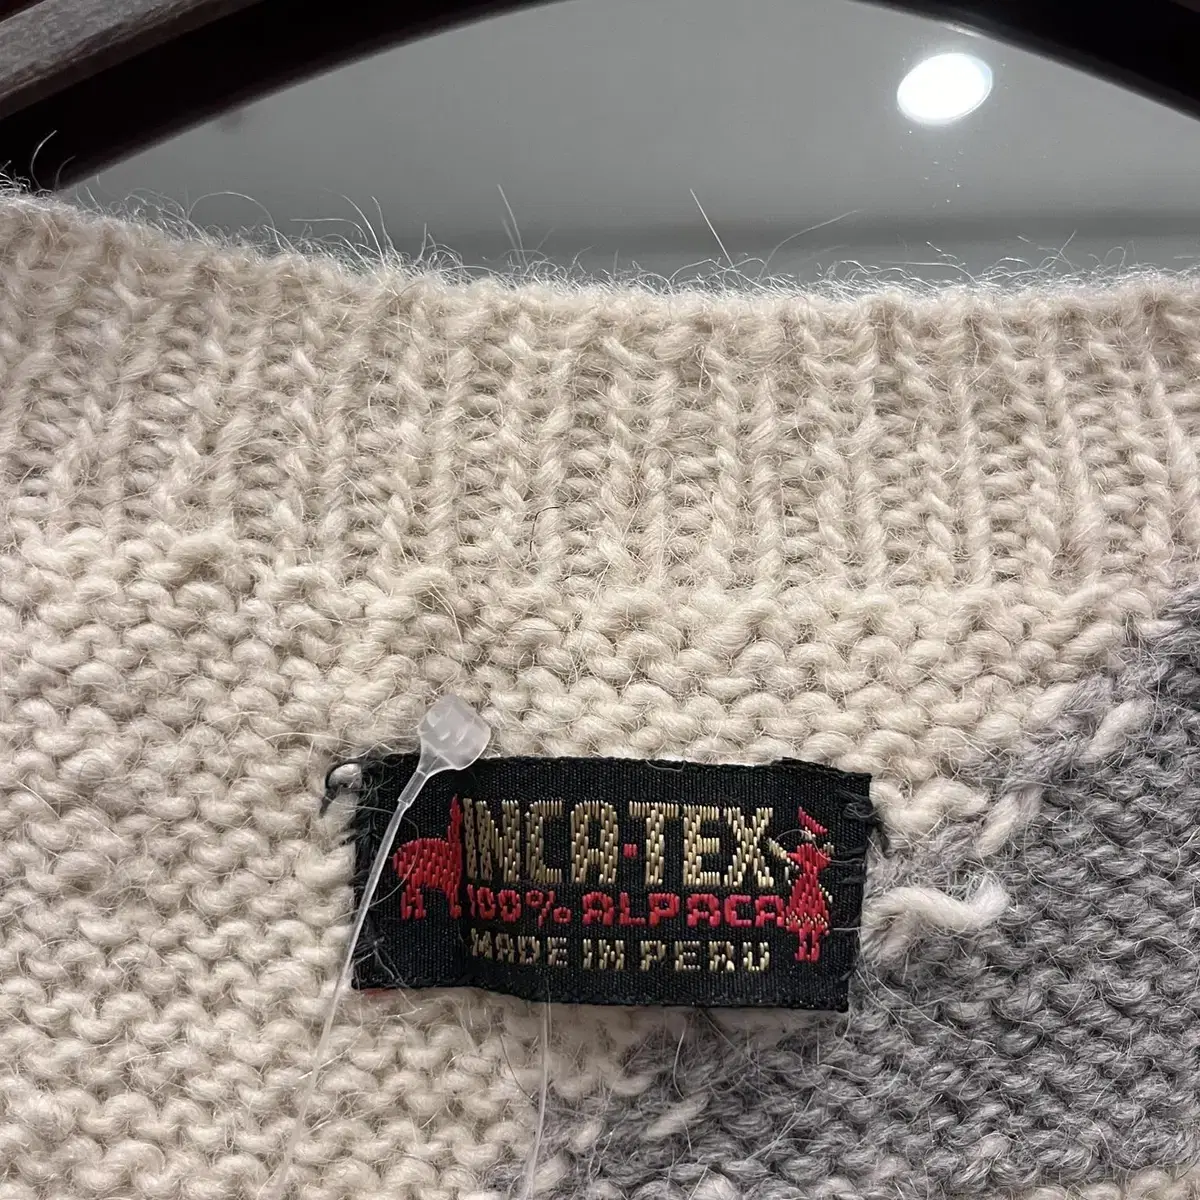 INCA·TEX
100% ALPACA
MADE IN PERU